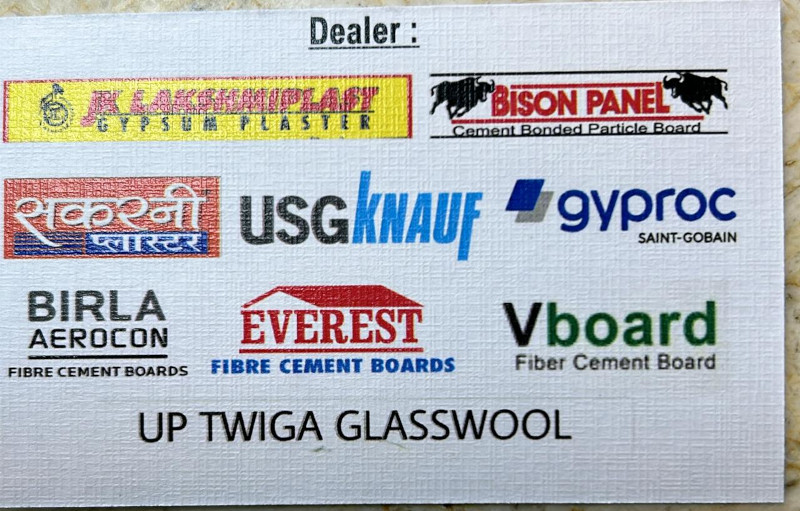 Dealer :
JK LAKSHMIPLAST
GYPSUM PLASTER
BISON PANEL
Cement Bonded Particle Board
सकरनी
प्लास्टर
USG KNAUF
gyproc
SAINT-GOBAIN
BIRLA
AEROCON
FIBRE CEMENT BOARDS
EVEREST
FIBRE CEMENT BOARDS
Vboard
Fiber Cement Board
UP TWIGA GLASSWOOL